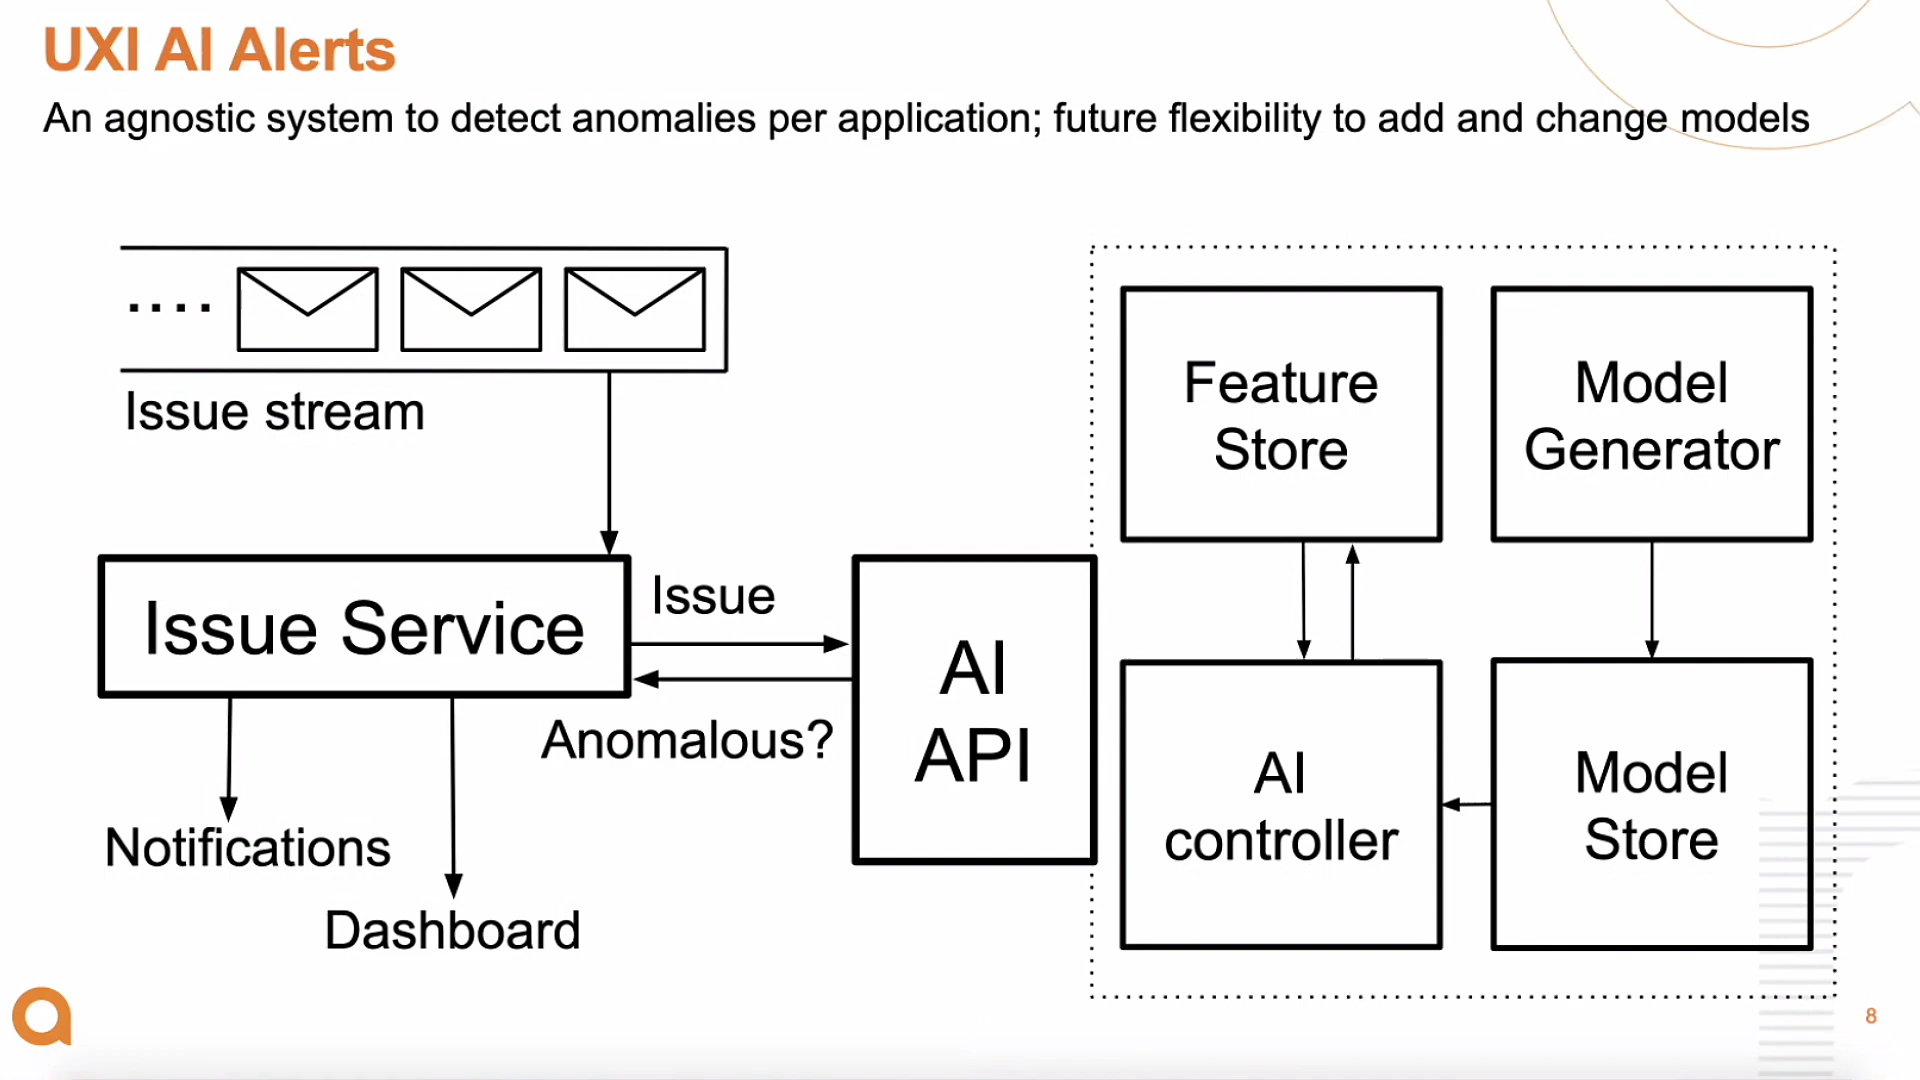 UXI AI Alerts
An agnostic system to detect anomalies per application; future flexibility to add and change models
....
Issue stream
Issue Service
Issue
Anomalous?
Notifications
Dashboard
AI
API
Feature
Store
Model
Generator
AI
controller
Model
Store
8